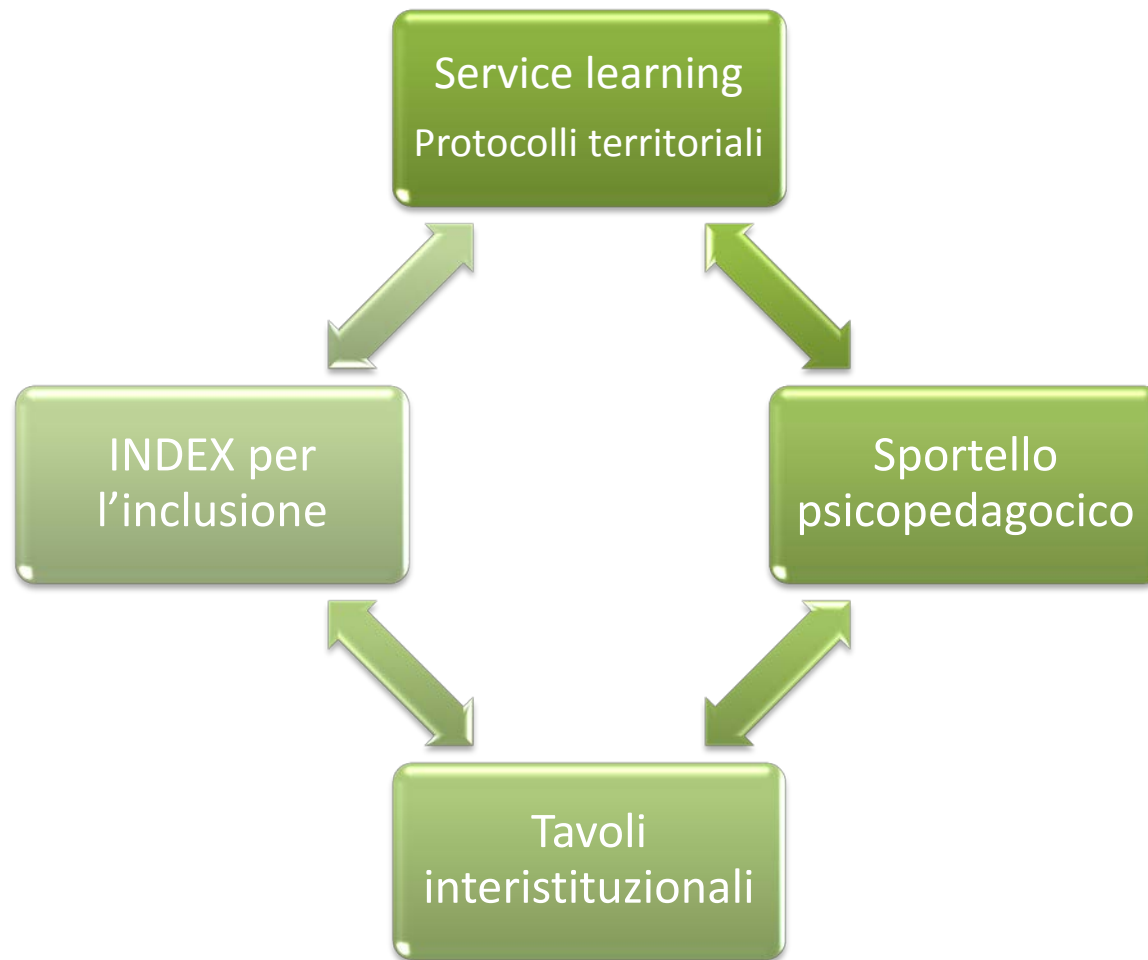 Service learning
Protocolli territoriali
INDEX per
l’inclusione
Sportello
psicopedagocico
Tavoli
interistituzionali